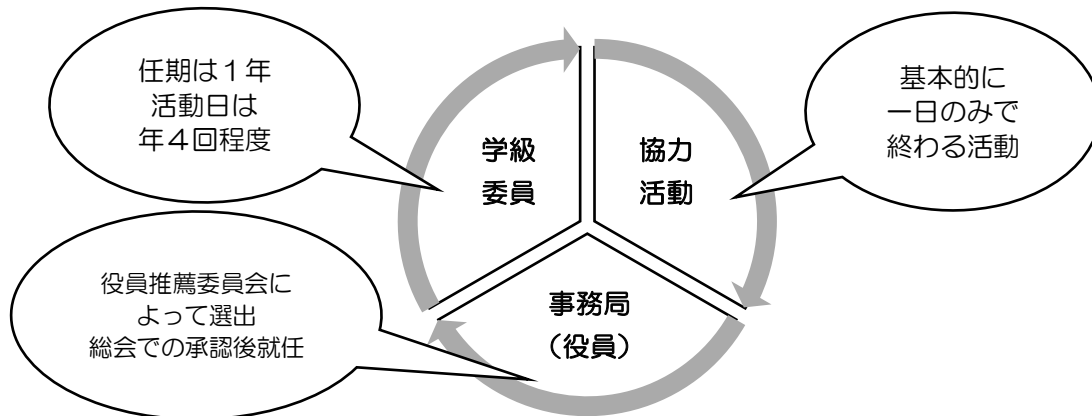 任期は１年
活動日は
年４回程度
学級
委員
協力
活動
基本的に
一日のみで
終わる活動
役員推薦委員会に
よって選出
総会での承認後就任
事務局
（役員）